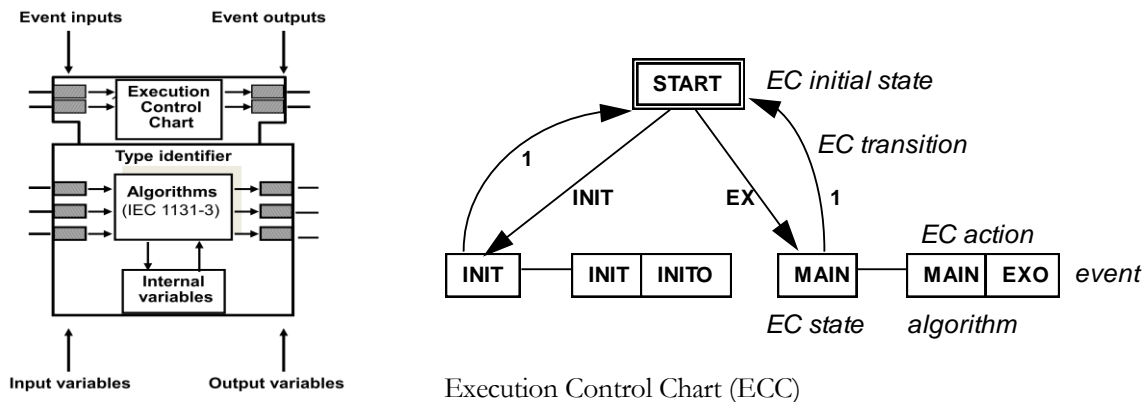 Event inputs
Event outputs
Execution
Control
Chart
Type identifier
Algorithms
(IEC 1131-3)
Internal
variables
Input variables
Output variables
START
EC initial state
1
EC transition
INIT
EX
1
EC action
INIT
INIT
INITO
MAIN
MAIN
EXO
event
EC state
algorithm
Execution Control Chart (ECC)